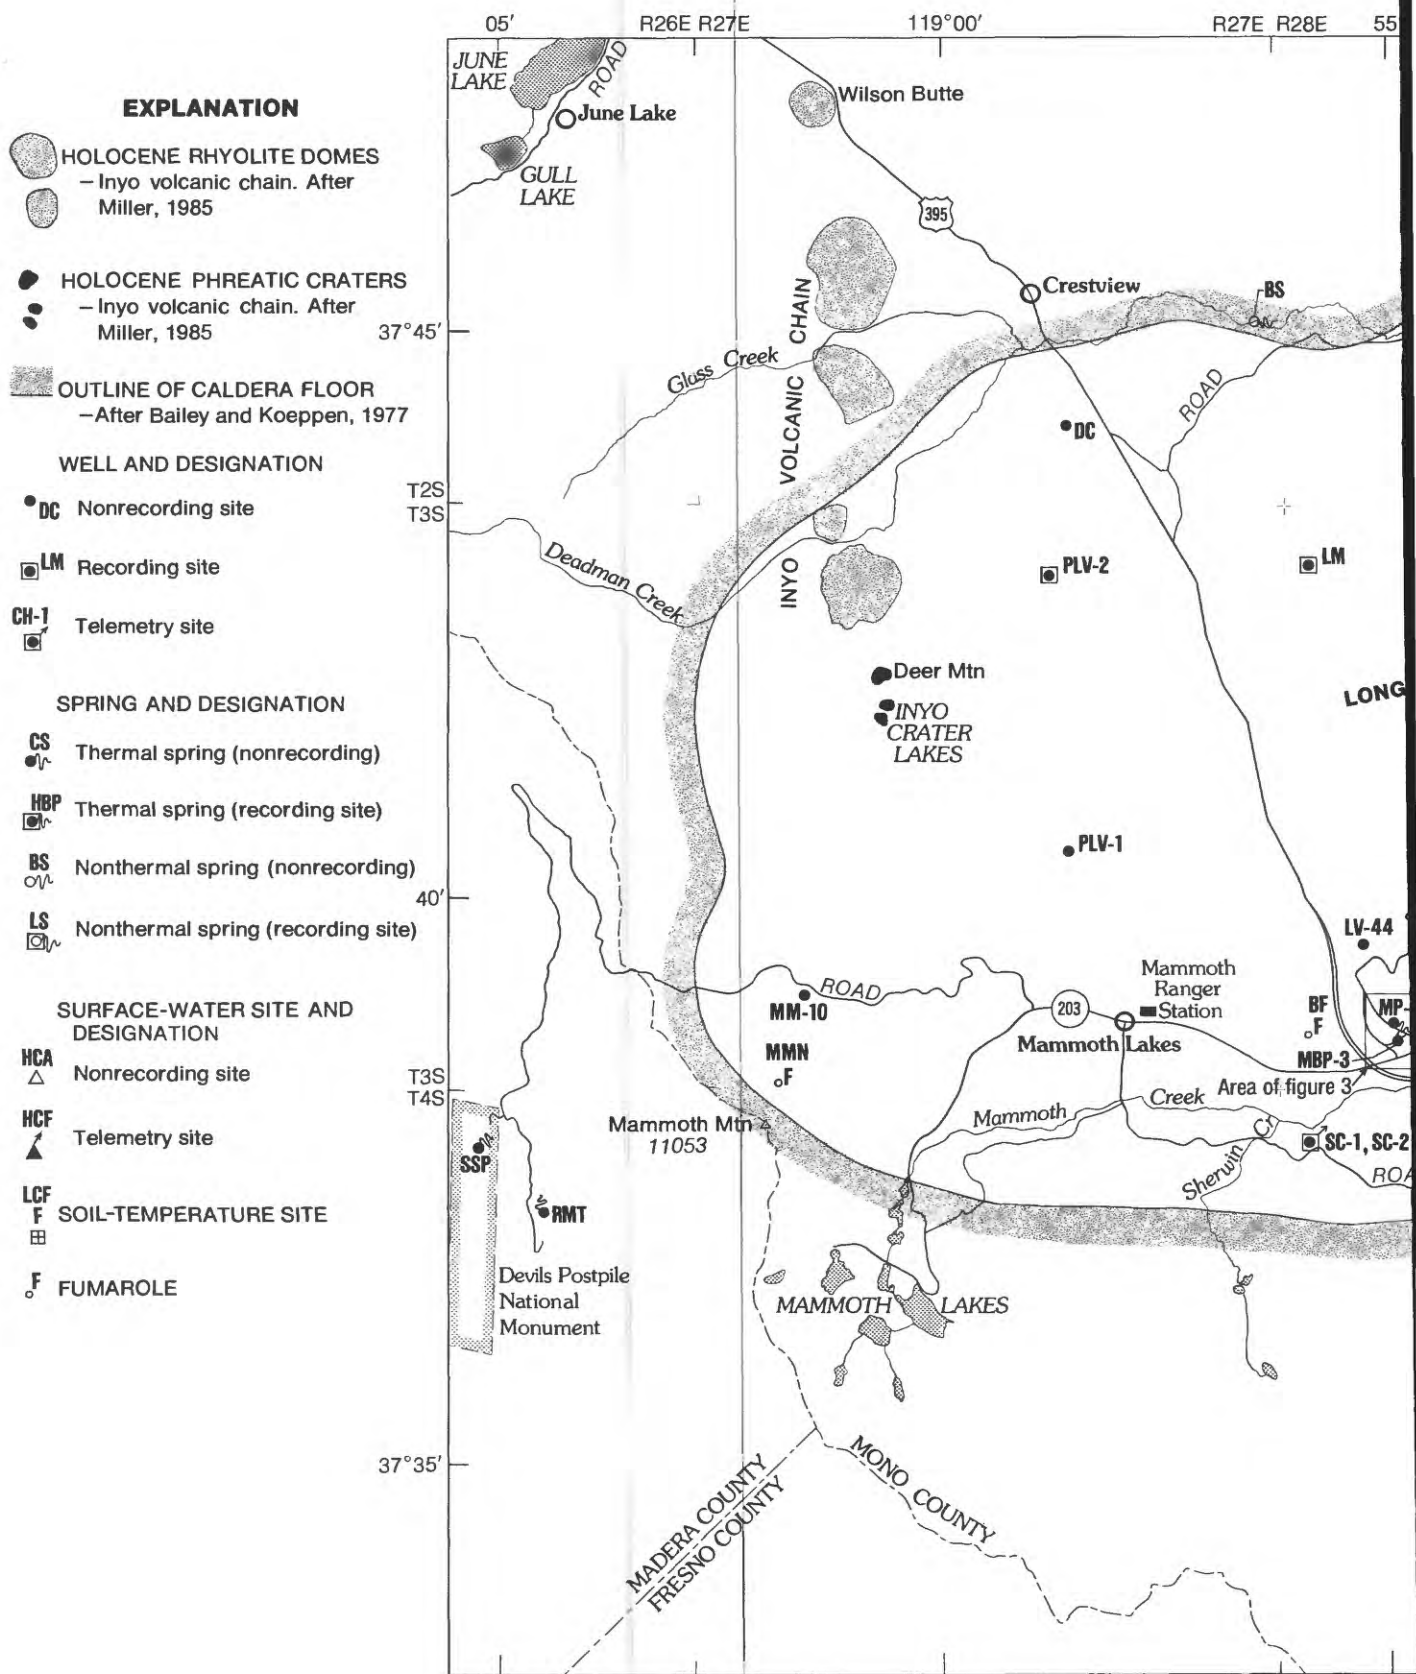 05′ R26E R27E 119°00′ R27E R28E 55
EXPLANATION
HOLOCENE RHYOLITE DOMES
– Inyo volcanic chain. After
Miller, 1985
HOLOCENE PHREATIC CRATERS
– Inyo volcanic chain. After
Miller, 1985
OUTLINE OF CALDERA FLOOR
–After Bailey and Koeppen, 1977
WELL AND DESIGNATION
DC Nonrecording site
LM Recording site
CH-1
Telemetry site
SPRING AND DESIGNATION
CS
Thermal spring (nonrecording)
HBP
Thermal spring (recording site)
BS
Nonthermal spring (nonrecording)
LS
Nonthermal spring (recording site)
SURFACE-WATER SITE AND
DESIGNATION
HCA
Nonrecording site
HCF
Telemetry site
LCF
F SOIL-TEMPERATURE SITE
F FUMAROLE
37°45′
T2S
T3S
40′
T3S
T4S
37°35′
JUNE
LAKE
ROAD
June Lake
GULL
LAKE
Wilson Butte
395
Crestview
BS
Glass Creek
INYO VOLCANIC CHAIN
ROAD
DC
Deadman Creek
PLV-2
LM
Deer Mtn
INYO
CRATER
LAKES
LONG
PLV-1
LV-44
ROAD
MM-10
Mammoth
Ranger
Station
203
Mammoth Lakes
BF
F
MP-
MBP-3
Area of figure 3
MMN
F
Mammoth Mtn
11053
Mammoth Creek
Sherwin Cr
SC-1, SC-2
ROA
SSP
RMT
Devils Postpile
National
Monument
MAMMOTH LAKES
MADERA COUNTY
FRESNO COUNTY
MONO COUNTY